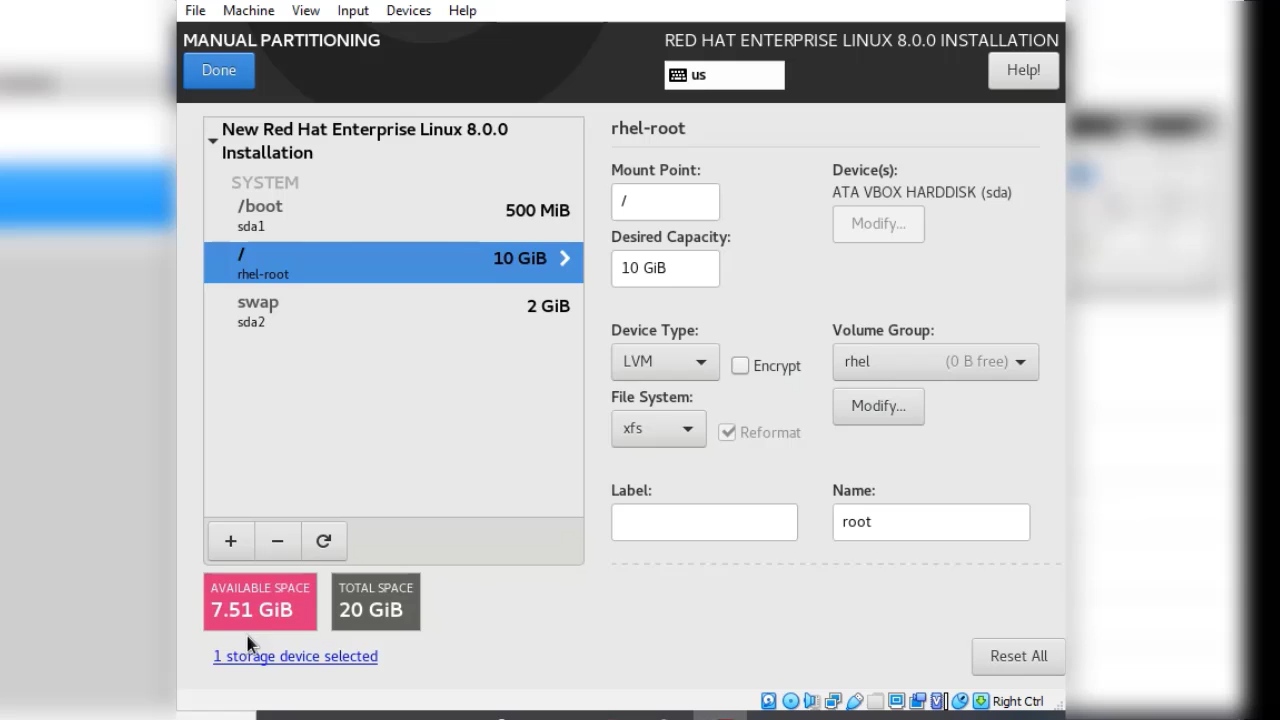 File Machine View Input Devices Help
MANUAL PARTITIONING
RED HAT ENTERPRISE LINUX 8.0.0 INSTALLATION
Done
us
Help!
New Red Hat Enterprise Linux 8.0.0
Installation
SYSTEM
/boot
500 MiB
sda1
/
10 GiB
rhel-root
swap
2 GiB
sda2
+ −
AVAILABLE SPACE
7.51 GiB
TOTAL SPACE
20 GiB
1 storage device selected
rhel-root
Mount Point:
/
Device(s):
ATA VBOX HARDDISK (sda)
Modify...
Desired Capacity:
10 GiB
Device Type:
LVM
Encrypt
Volume Group:
rhel (0 B free)
Modify...
File System:
xfs
Reformat
Label:
Name:
root
Reset All
Right Ctrl